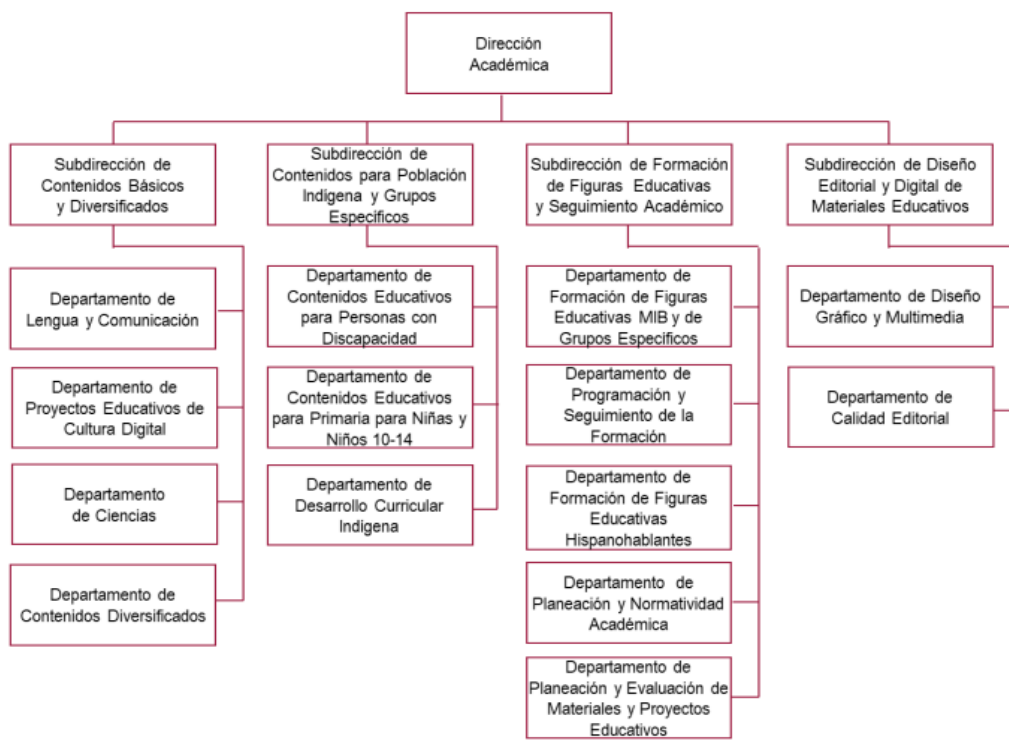 Dirección
Académica
Subdirección de
Contenidos Básicos
y Diversificados
Departamento de
Lengua y Comunicación
Departamento de
Proyectos Educativos de
Cultura Digital
Departamento
de Ciencias
Departamento de
Contenidos Diversificados
Subdirección de
Contenidos para Población
Indígena y Grupos
Específicos
Departamento de
Contenidos Educativos
para Personas con
Discapacidad
Departamento de
Contenidos Educativos
para Primaria para Niñas y
Niños 10-14
Departamento de
Desarrollo Curricular
Indígena
Subdirección de Formación
de Figuras Educativas
y Seguimiento Académico
Departamento de
Formación de Figuras
Educativas MIB y de
Grupos Específicos
Departamento de
Programación y
Seguimiento de la
Formación
Departamento de
Formación de Figuras
Educativas
Hispanohablantes
Departamento de
Planeación y Normatividad
Académica
Departamento de
Planeación y Evaluación de
Materiales y Proyectos
Educativos
Subdirección de Diseño
Editorial y Digital de
Materiales Educativos
Departamento de Diseño
Gráfico y Multimedia
Departamento de
Calidad Editorial